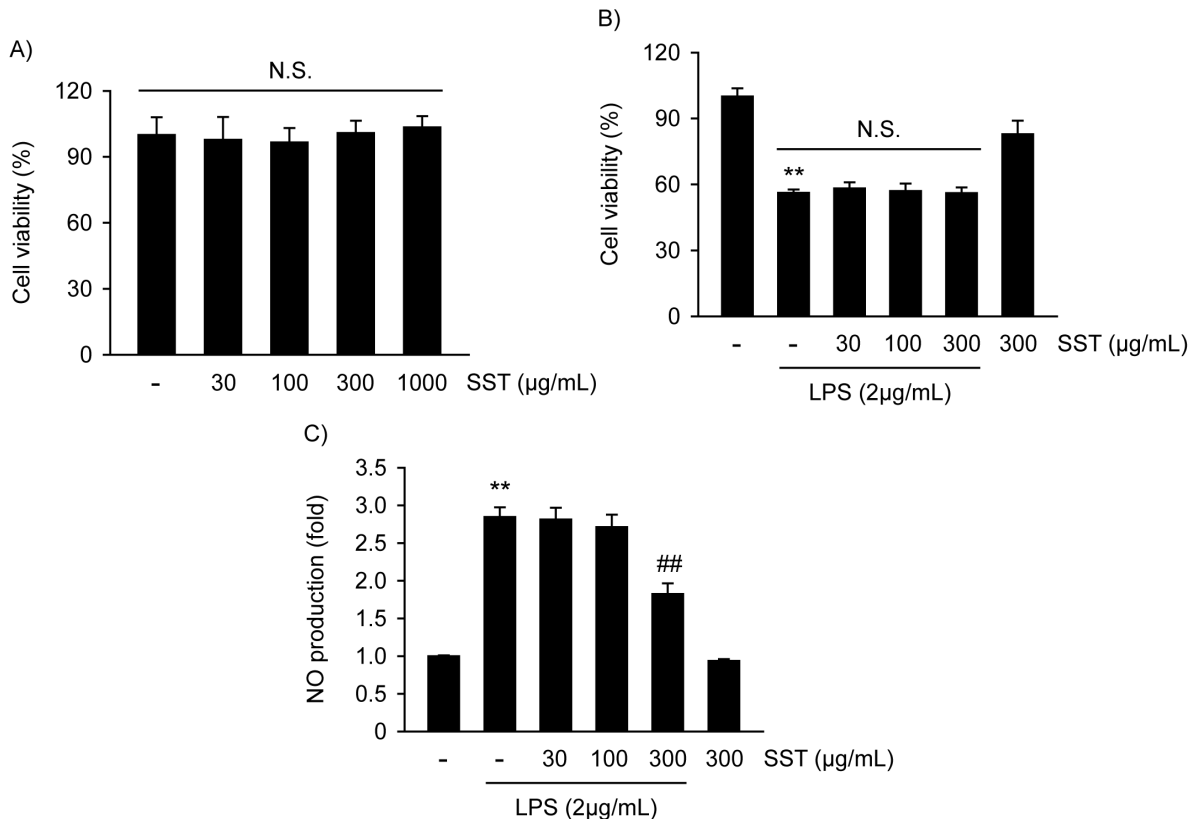 A)
N.S.
Cell viability (%)
120
90
60
30
0
- 30 100 300 1000 SST (µg/mL)
B)
Cell viability (%)
120
90
60
30
0
N.S.
**
- - 30 100 300 300 SST (µg/mL)
LPS (2µg/mL)
C)
NO production (fold)
3.5
3.0
2.5
2.0
1.5
1.0
0.5
0
**
##
- - 30 100 300 300 SST (µg/mL)
LPS (2µg/mL)